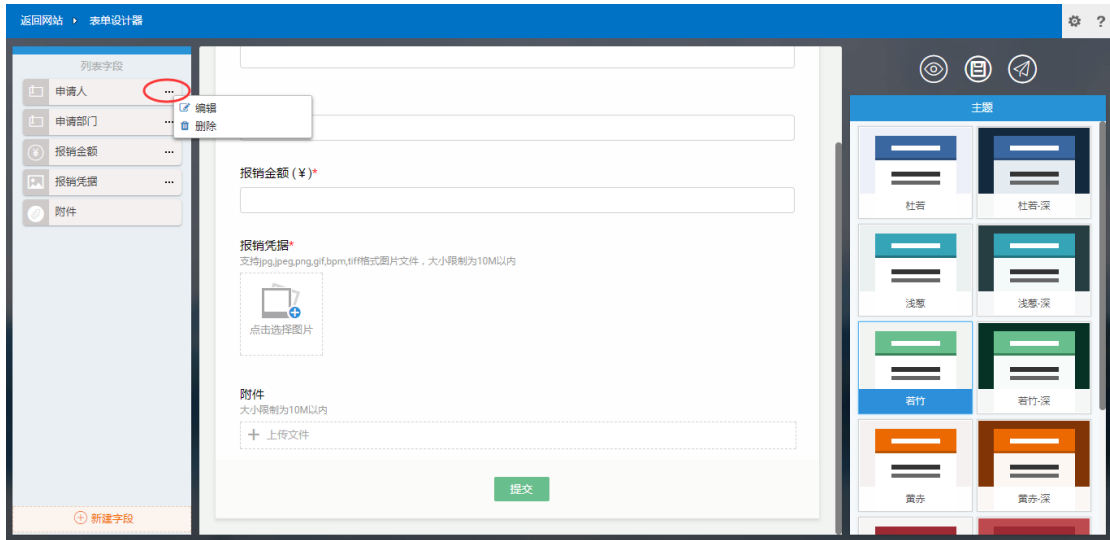 返回网站 ▸ 表单设计器
?
列表字段
申请人 ...
编辑
删除
申请部门 ...
报销金额 ...
报销凭据 ...
附件
新建字段
报销金额 (￥)*
报销凭据*
支持jpg,jpeg,png,gif,bpm,tiff格式图片文件，大小限制为10M以内
点击选择图片
附件
大小限制为10M以内
+ 上传文件
提交
主题
杜若
杜若·深
浅葱
浅葱·深
若竹
若竹·深
黄赤
黄赤·深